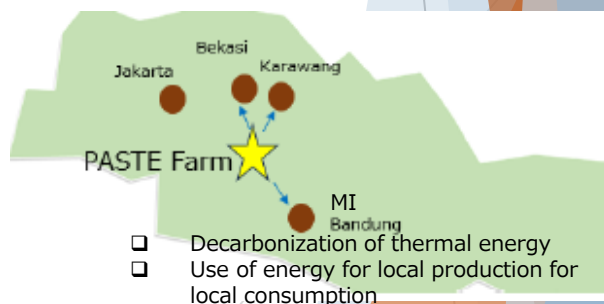 Bekasi
Jakarta
Karawang
PASTE Farm
MI
Bandung
❑ Decarbonization of thermal energy
❑ Use of energy for local production for
local consumption